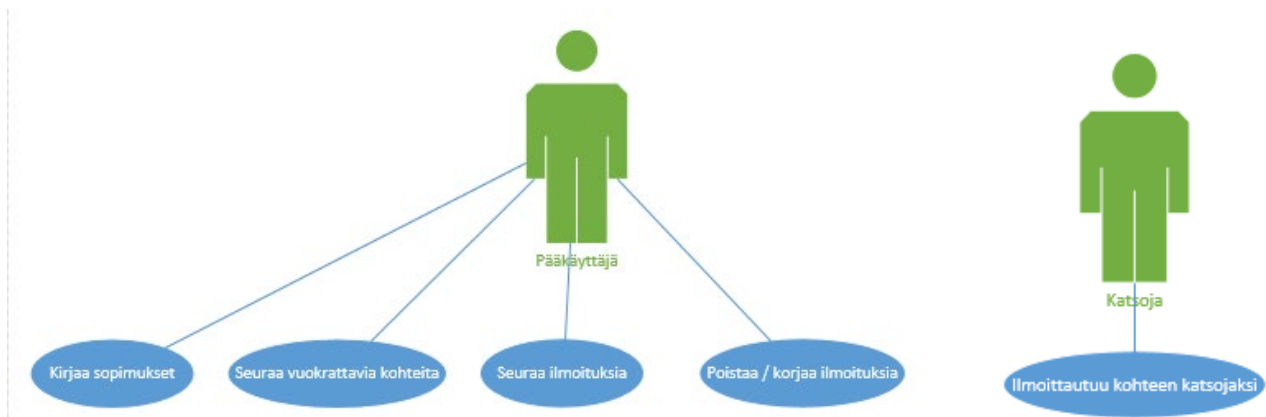 Pääkäyttäjä
Katsoja
Kirjaa sopimukset
Seuraa vuokrattavia kohteita
Seuraa ilmoituksia
Poistaa / korjaa ilmoituksia
Ilmoittautuu kohteen katsojaksi